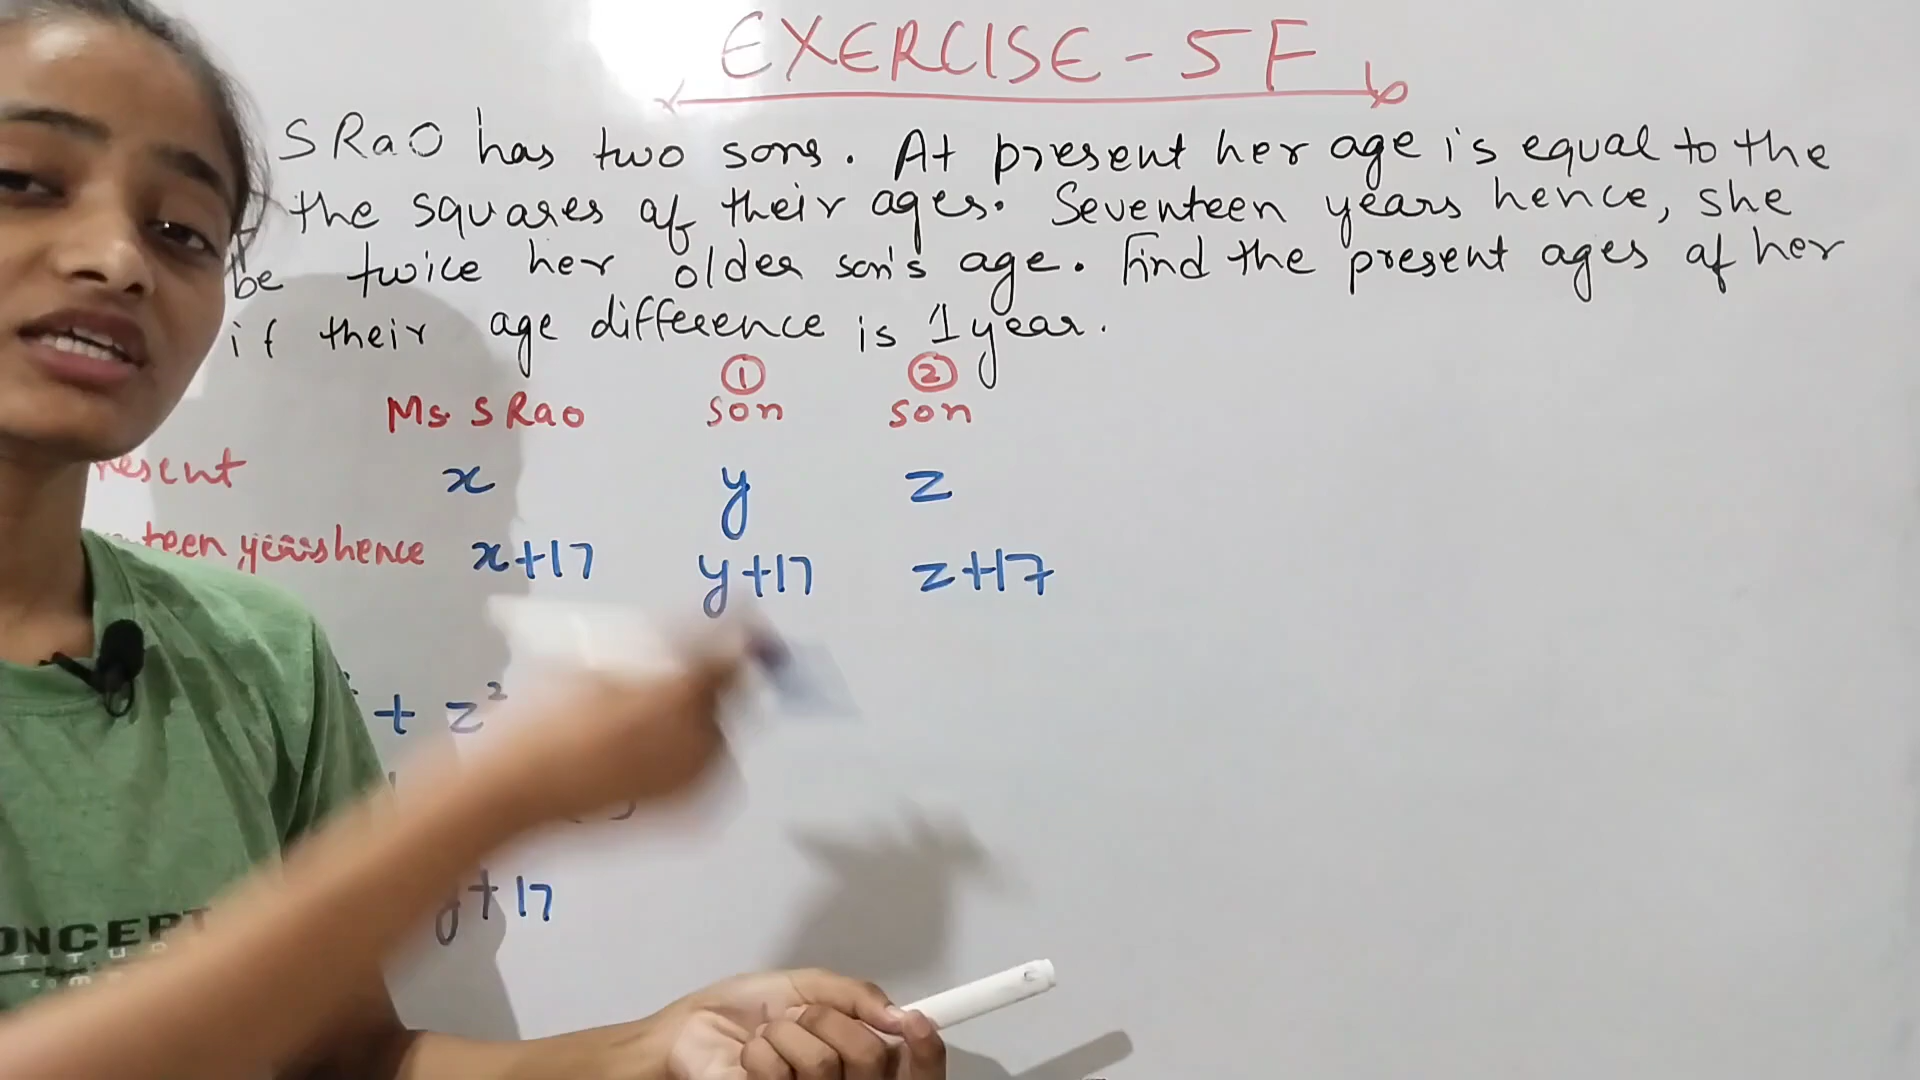 EXERCISE - 5F
S RaO has two sons. At present her age is equal to the
the squares of their ages. Seventeen years hence, she
be twice her older son's age. Find the present ages of her
if their age difference is 1 year.
① ②
Ms. S Rao son son
resent x y z
teen years hence x+17 y+17 z+17
+ z²
y+17
ONCEPT